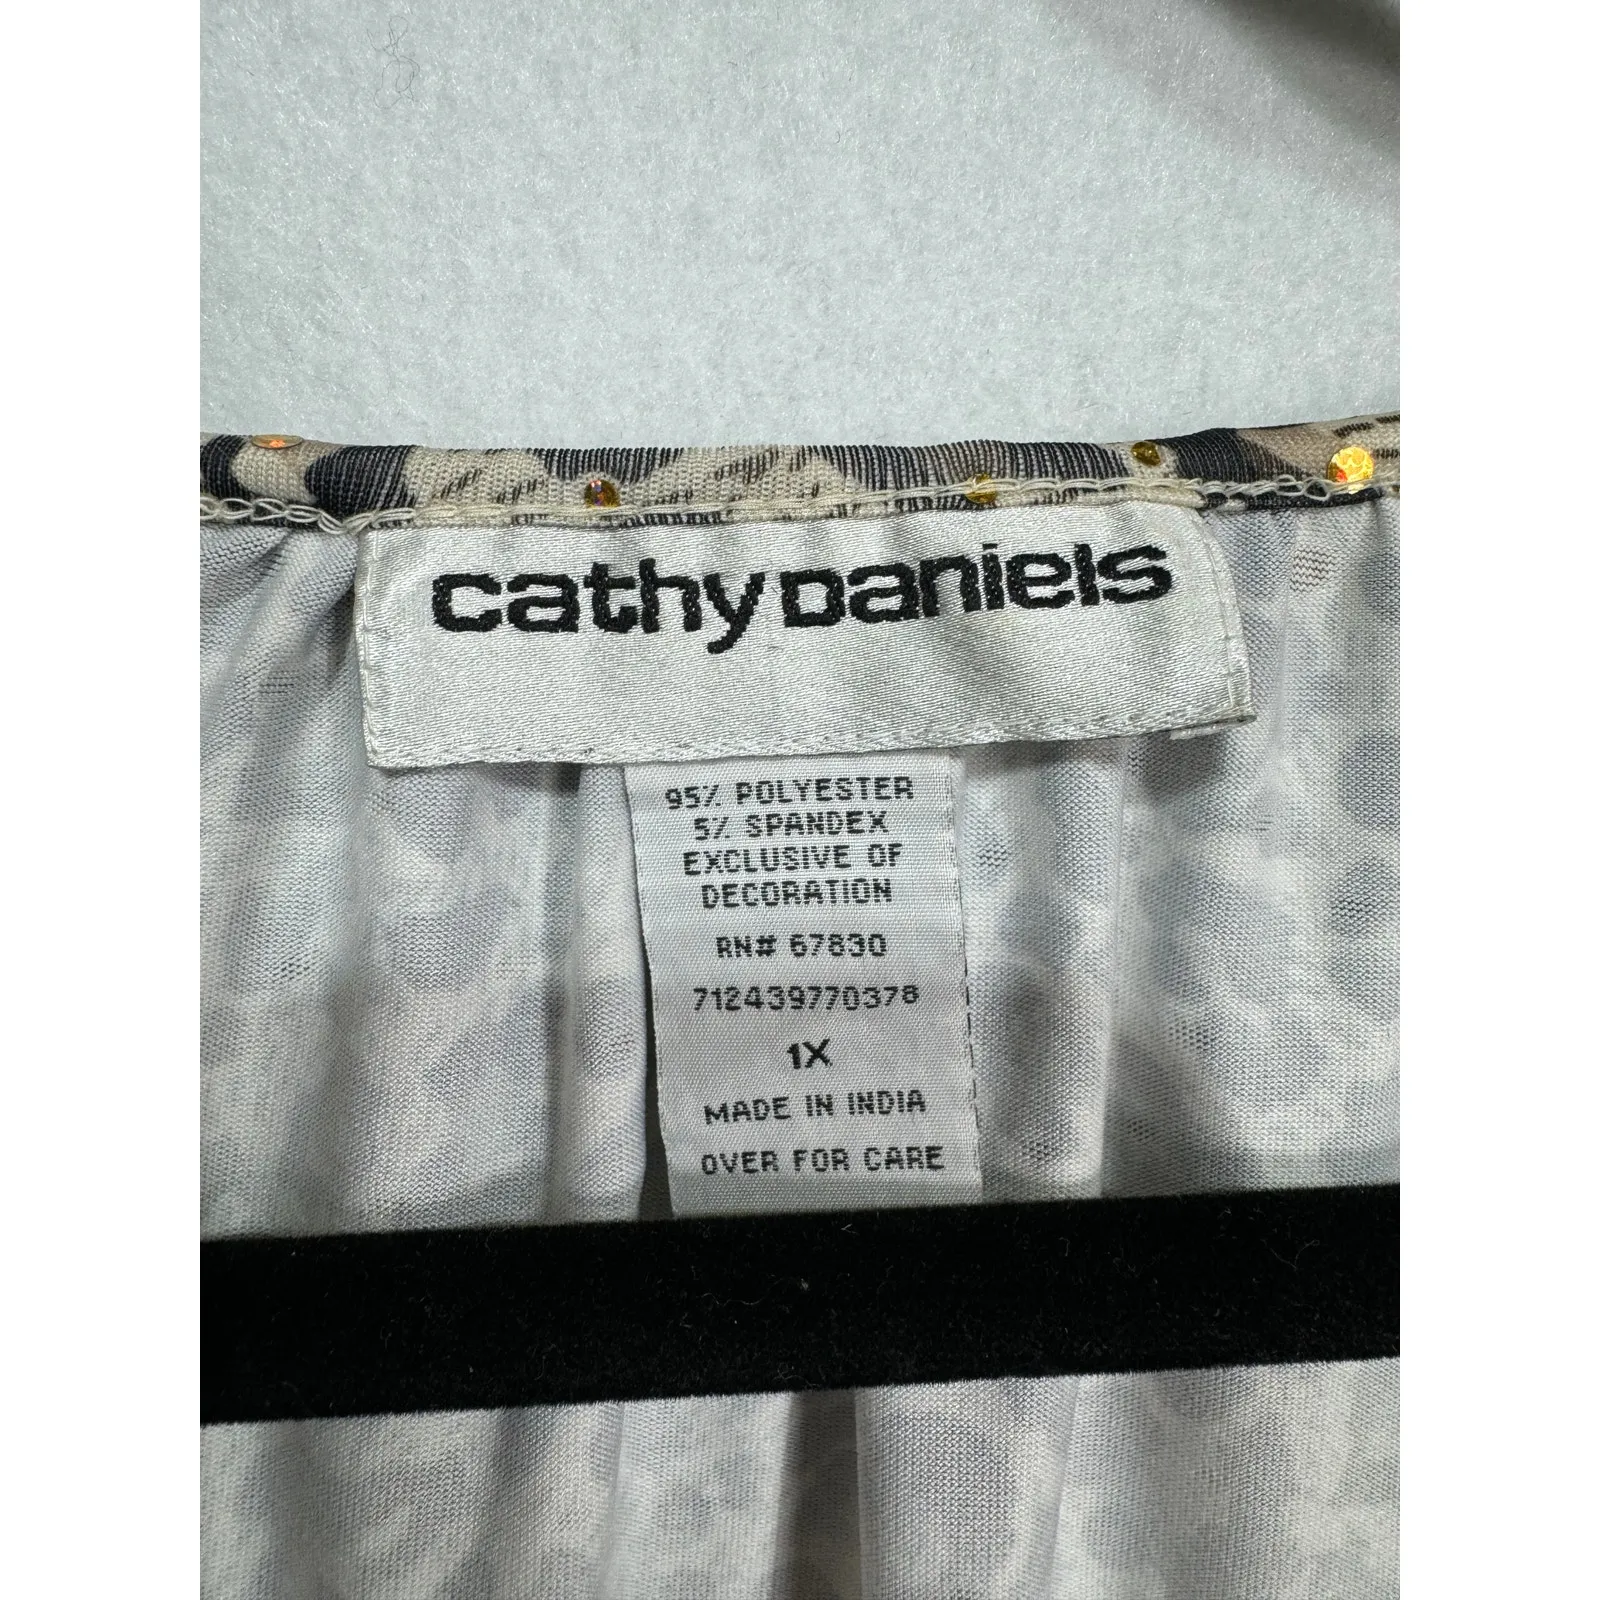 cathy Daniels
95% POLYESTER
5% SPANDEX
EXCLUSIVE OF
DECORATION
RN# 67830
712439770378
1X
MADE IN INDIA
OVER FOR CARE